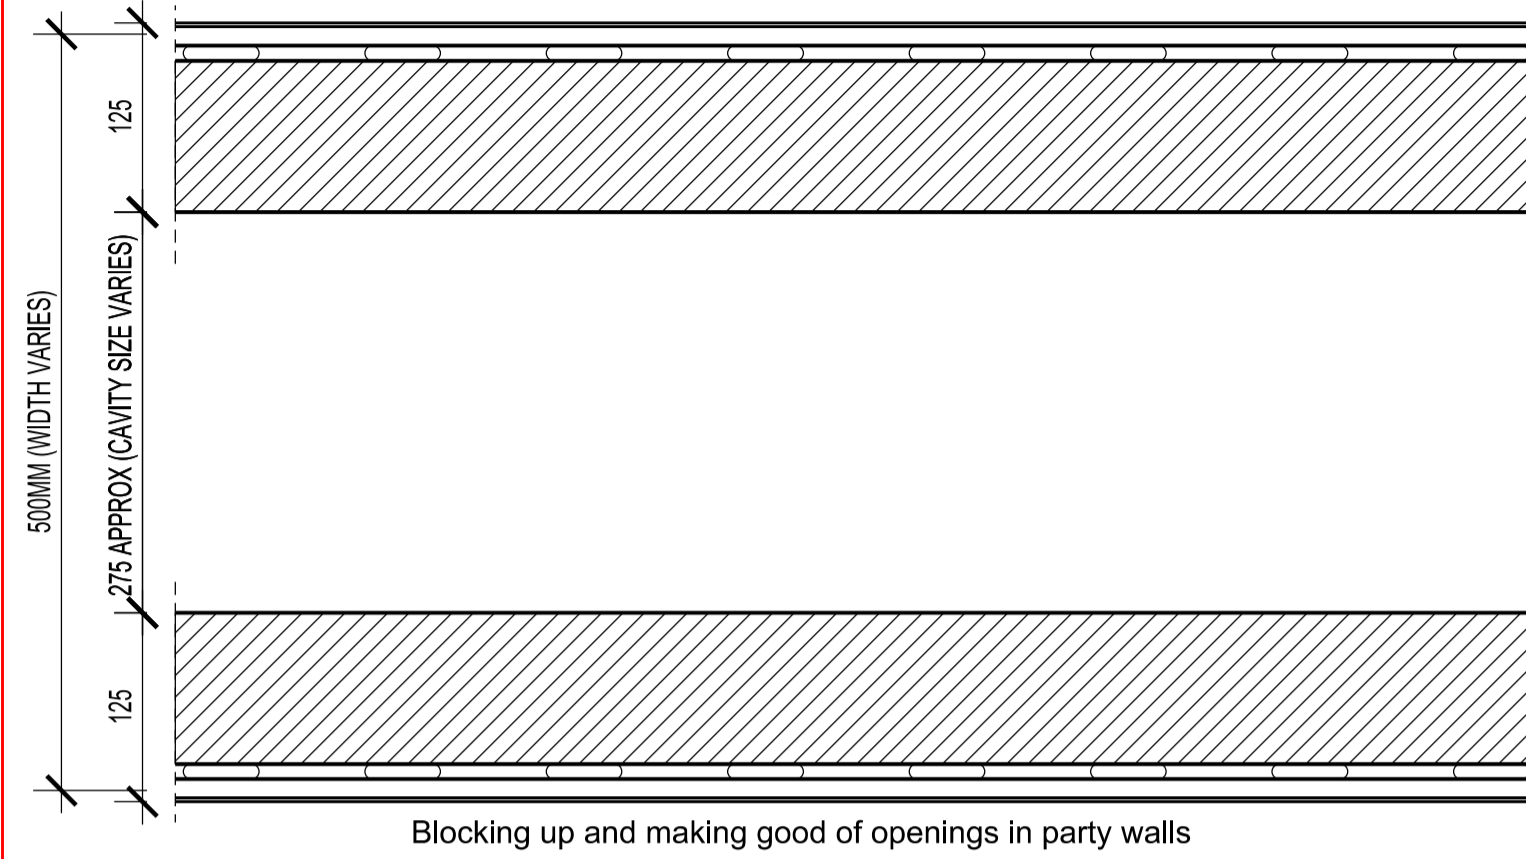 500MM (WIDTH VARIES)
125
275 APPROX (CAVITY SIZE VARIES)
125
Blocking up and making good of openings in party walls